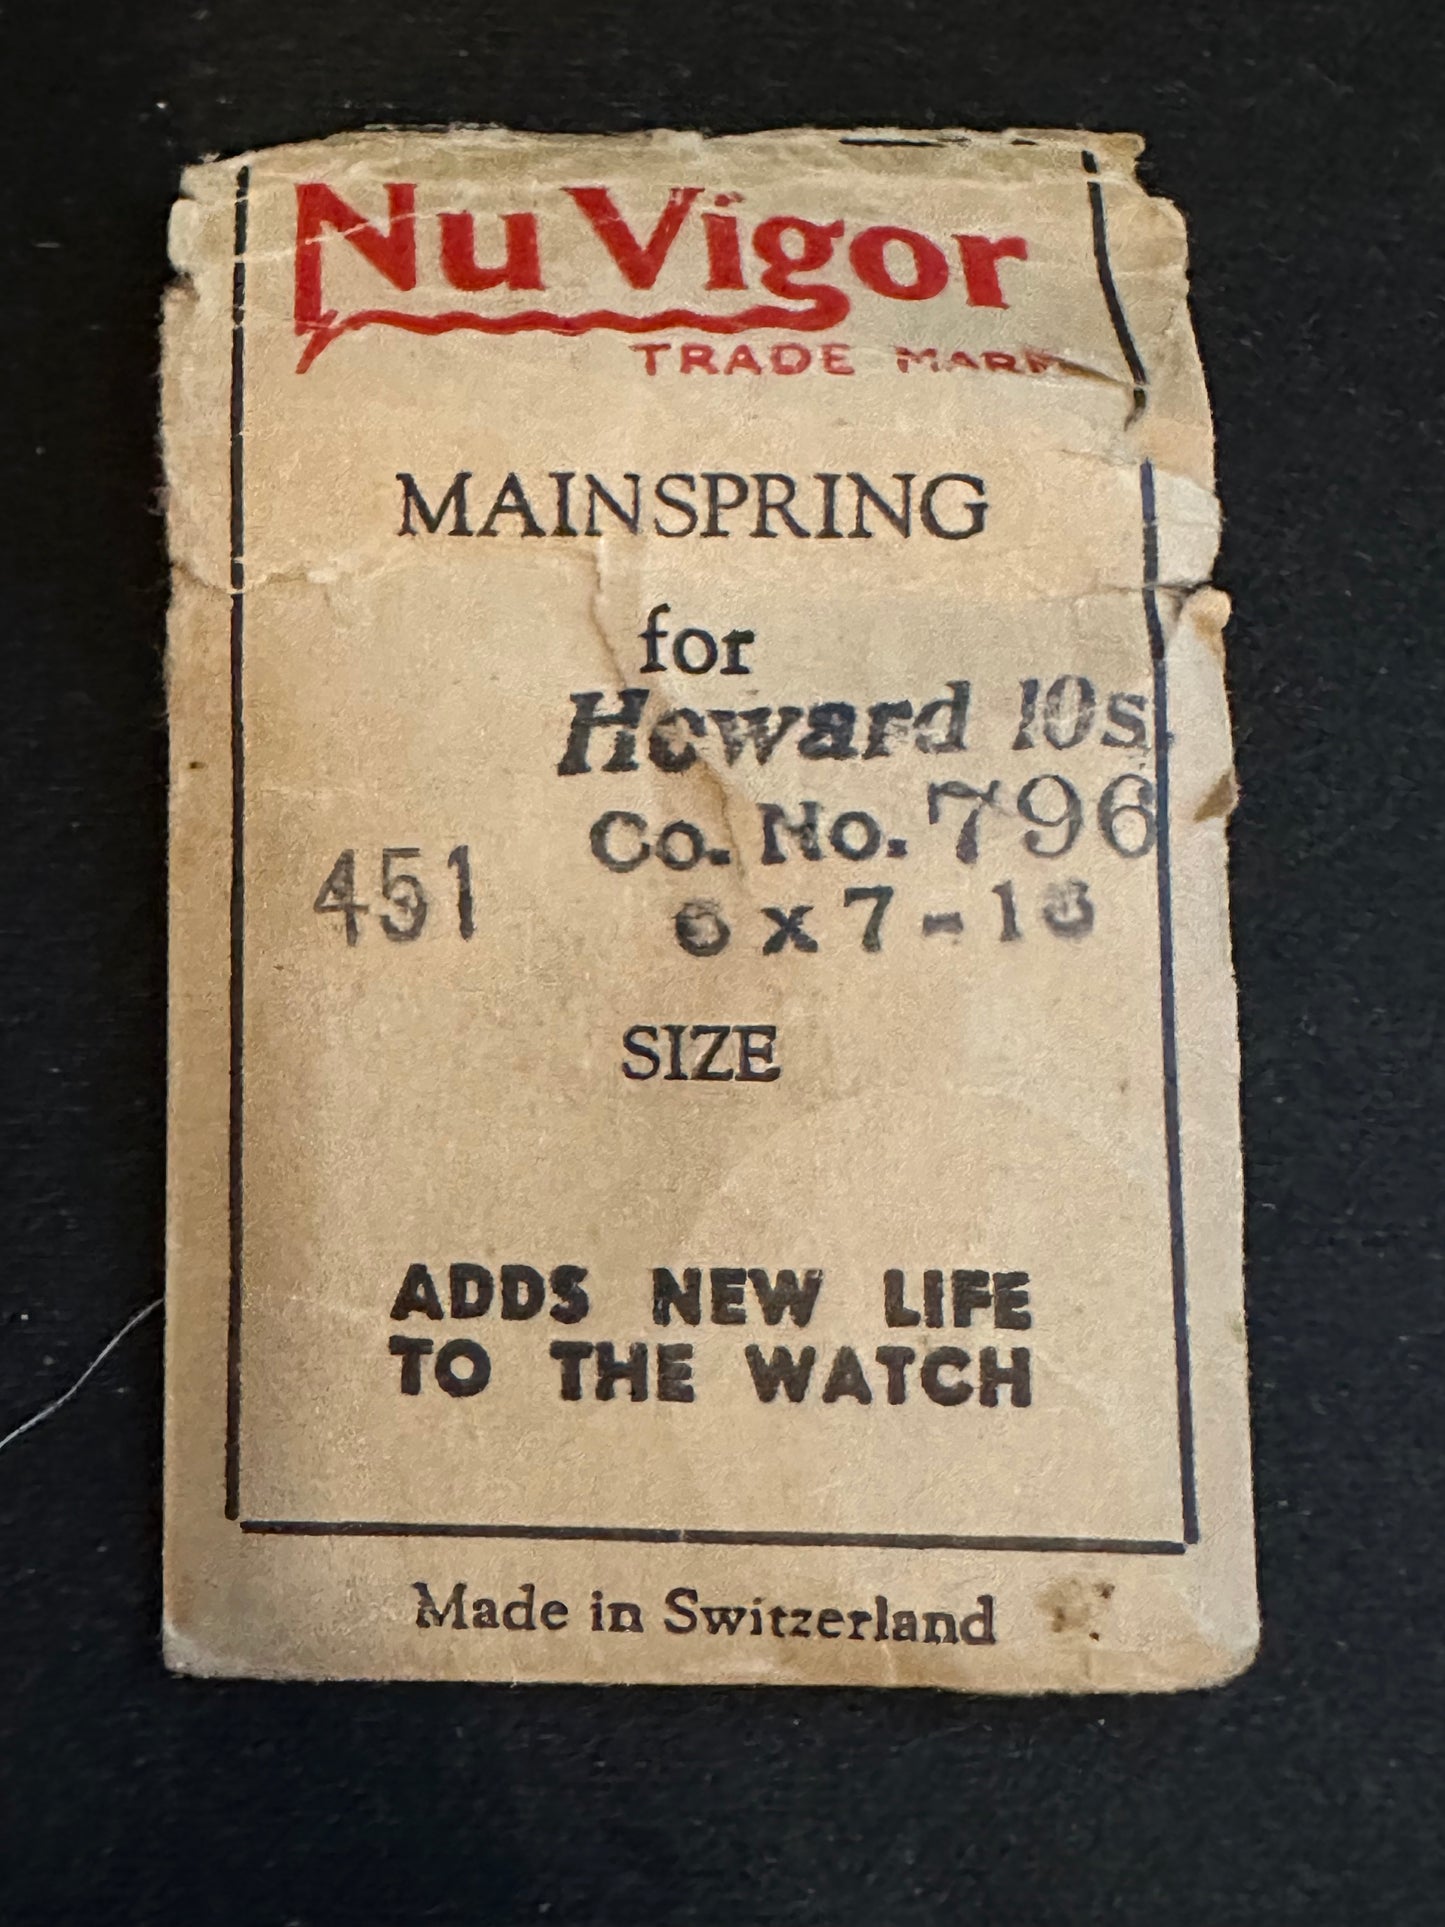 Nu Vigor
TRADE MARK
MAINSPRING
for
Howard 10s
Co. No. 796
451
6 x 7 - 18
SIZE
ADDS NEW LIFE
TO THE WATCH
Made in Switzerland